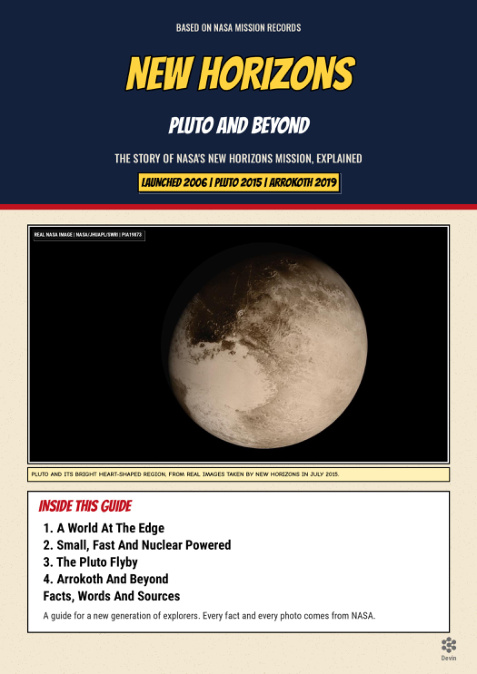 BASED ON NASA MISSION RECORDS
NEW HORIZONS
PLUTO AND BEYOND
THE STORY OF NASA'S NEW HORIZONS MISSION, EXPLAINED
LAUNCHED 2006 | PLUTO 2015 | ARROKOTH 2019
REAL NASA IMAGE | NASA/JHUAPL/SWRI | PIA19873
PLUTO AND ITS BRIGHT HEART-SHAPED REGION, FROM REAL IMAGES TAKEN BY NEW HORIZONS IN JULY 2015.
INSIDE THIS GUIDE
1. A World At The Edge
2. Small, Fast And Nuclear Powered
3. The Pluto Flyby
4. Arrokoth And Beyond
Facts, Words And Sources
A guide for a new generation of explorers. Every fact and every photo comes from NASA.
Devin